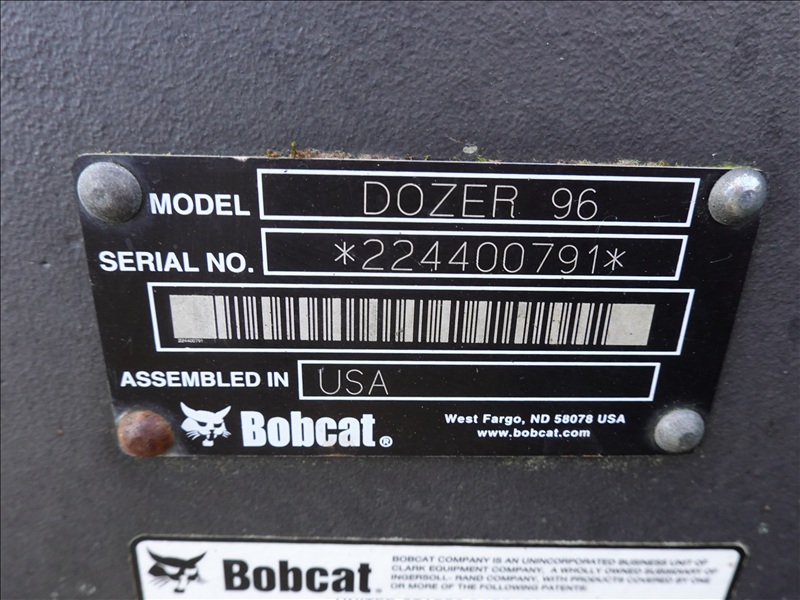 MODEL DOZER 96
SERIAL NO. *224400791*
224400791
ASSEMBLED IN USA
Bobcat®
West Fargo, ND 58078 USA
www.bobcat.com
Bobcat.
BOBCAT COMPANY IS AN UNINCORPORATED BUSINESS UNIT OF
CLARK EQUIPMENT COMPANY, A WHOLLY OWNED SUBSIDIARY OF
INGERSOLL-RAND COMPANY, WITH PRODUCTS COVERED BY ONE
OR MORE OF THE FOLLOWING PATENTS: